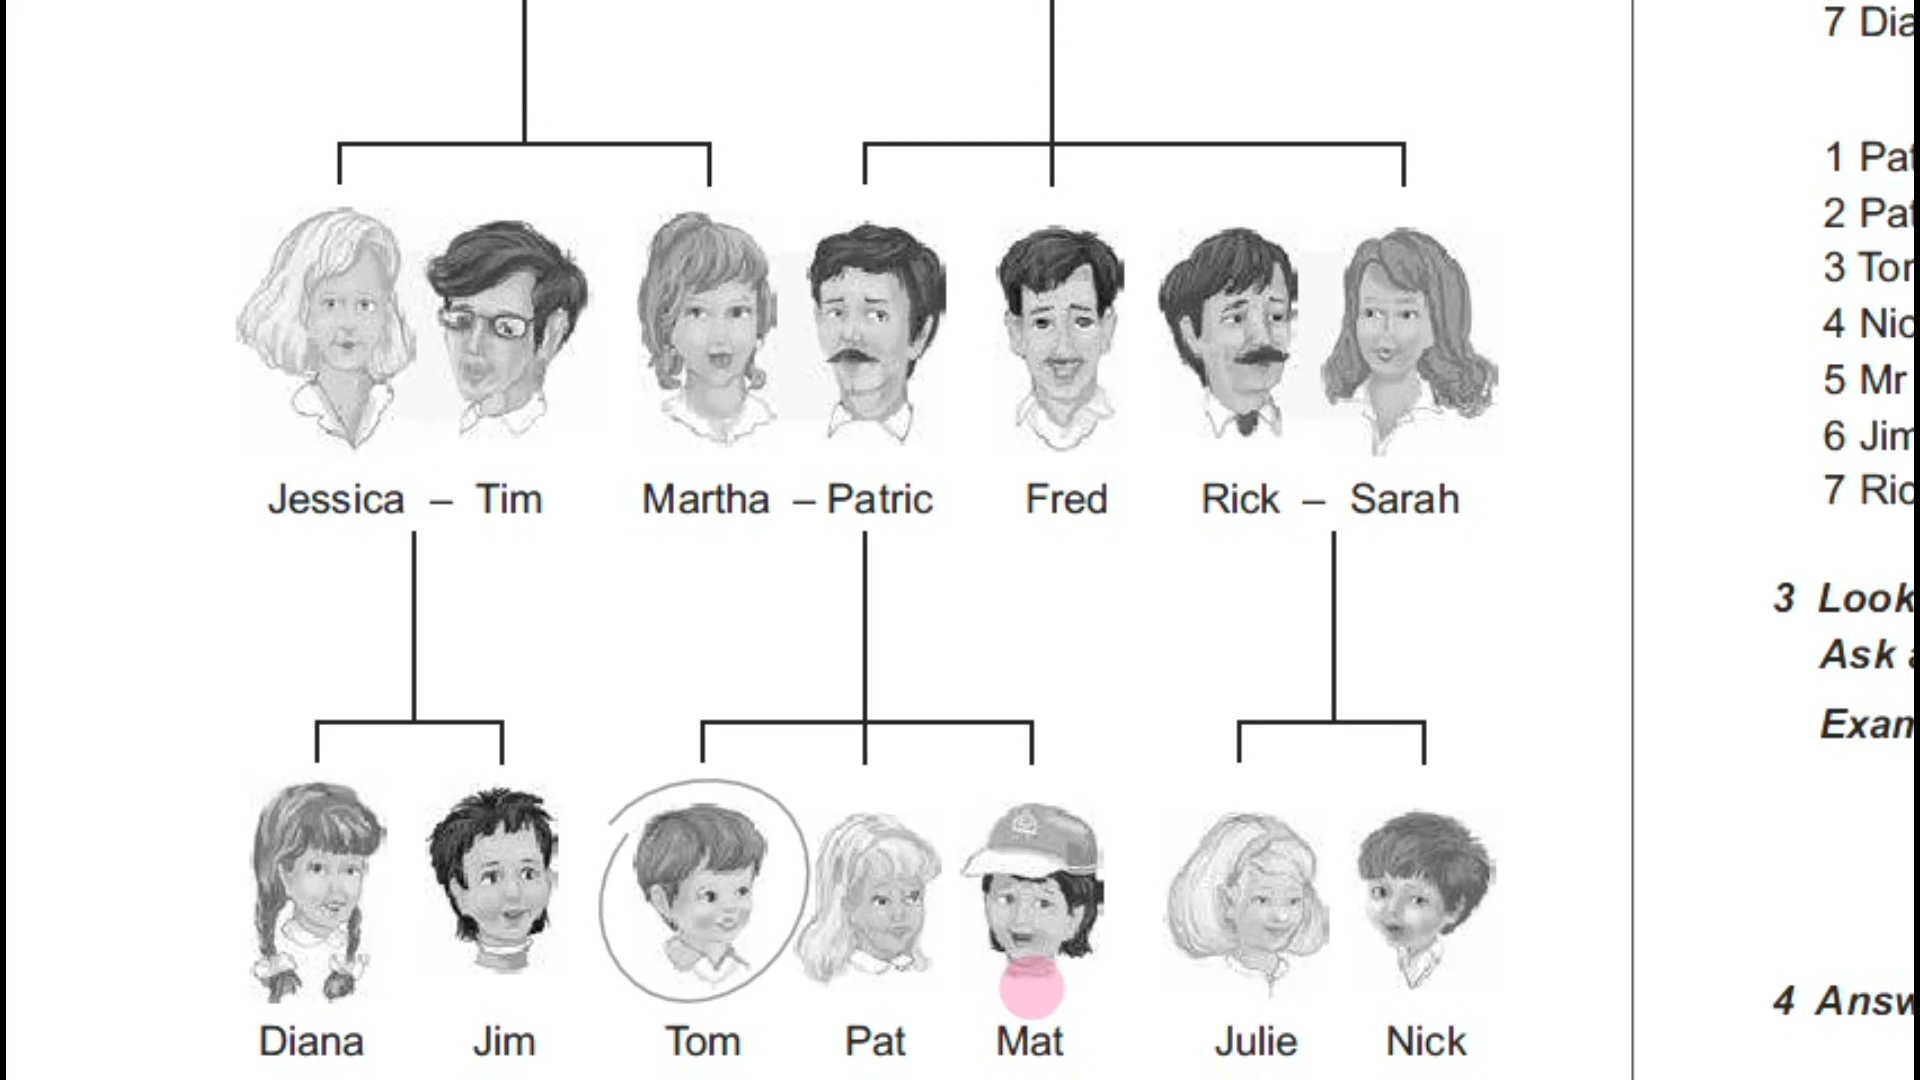 7 Dia
1 Pat
2 Pat
3 Tor
4 Nic
5 Mr
6 Jim
7 Ric
Jessica – Tim
Martha – Patric
Fred
Rick – Sarah
3 Look
Ask a
Exam
Diana
Jim
Tom
Pat
Mat
Julie
Nick
4 Answ